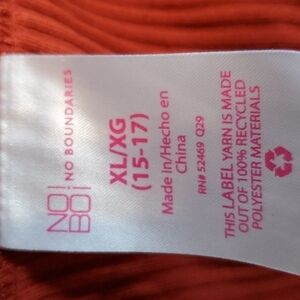 NO
BO
NO BOUNDARIES
XL/XG
(15-17)
Made in/Hecho en
China
RN# 52469 Q29
THIS LABEL YARN IS MADE
OUT OF 100% RECYCLED
POLYESTER MATERIALS